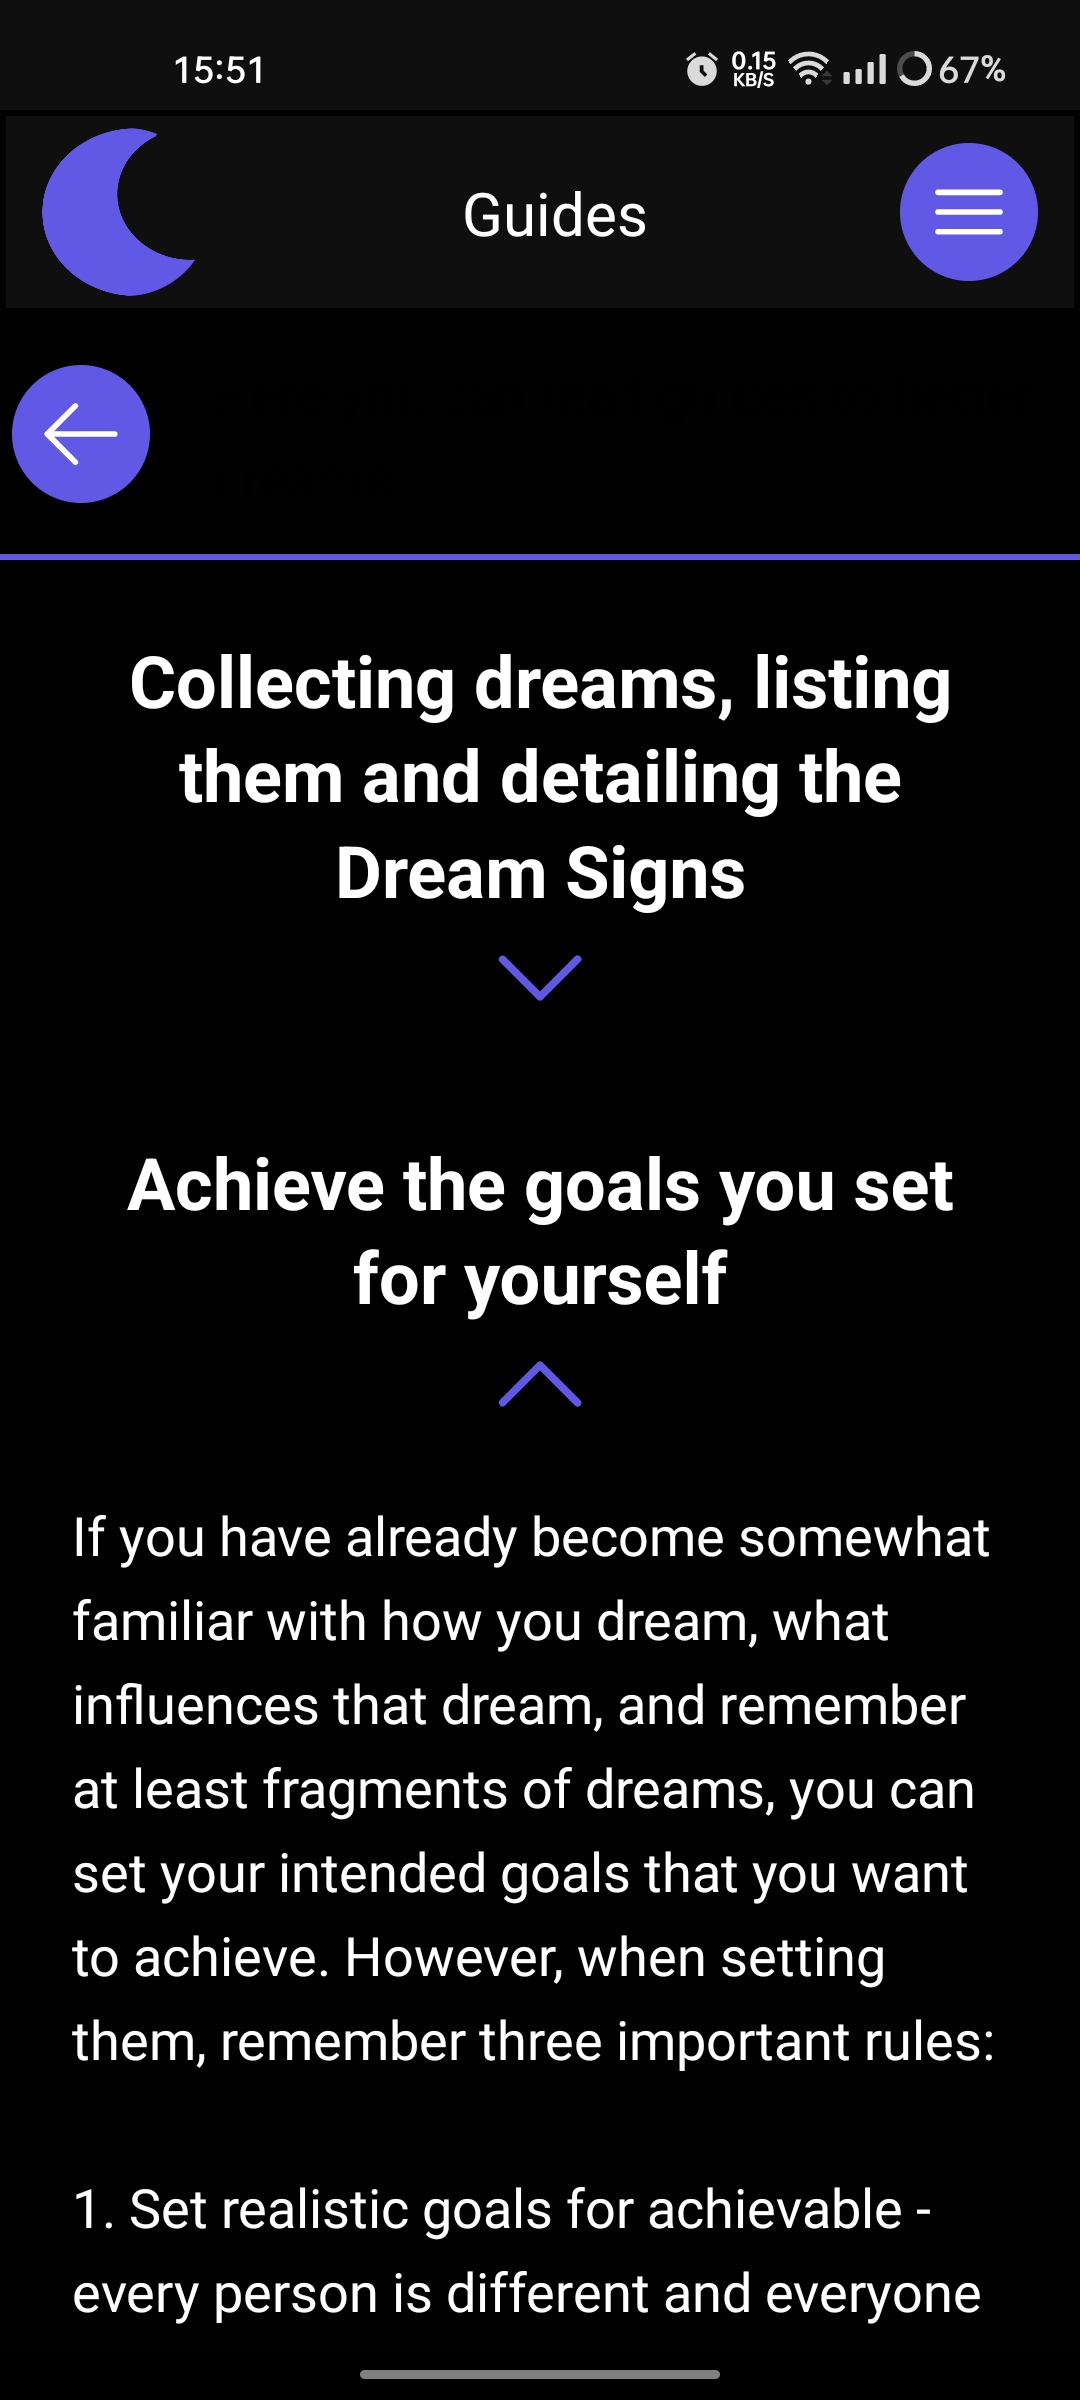 15:51
0.15
KB/S
67%
Guides
Collecting dreams, listing
them and detailing the
Dream Signs
Achieve the goals you set
for yourself
If you have already become somewhat
familiar with how you dream, what
influences that dream, and remember
at least fragments of dreams, you can
set your intended goals that you want
to achieve. However, when setting
them, remember three important rules:
1. Set realistic goals for achievable -
every person is different and everyone